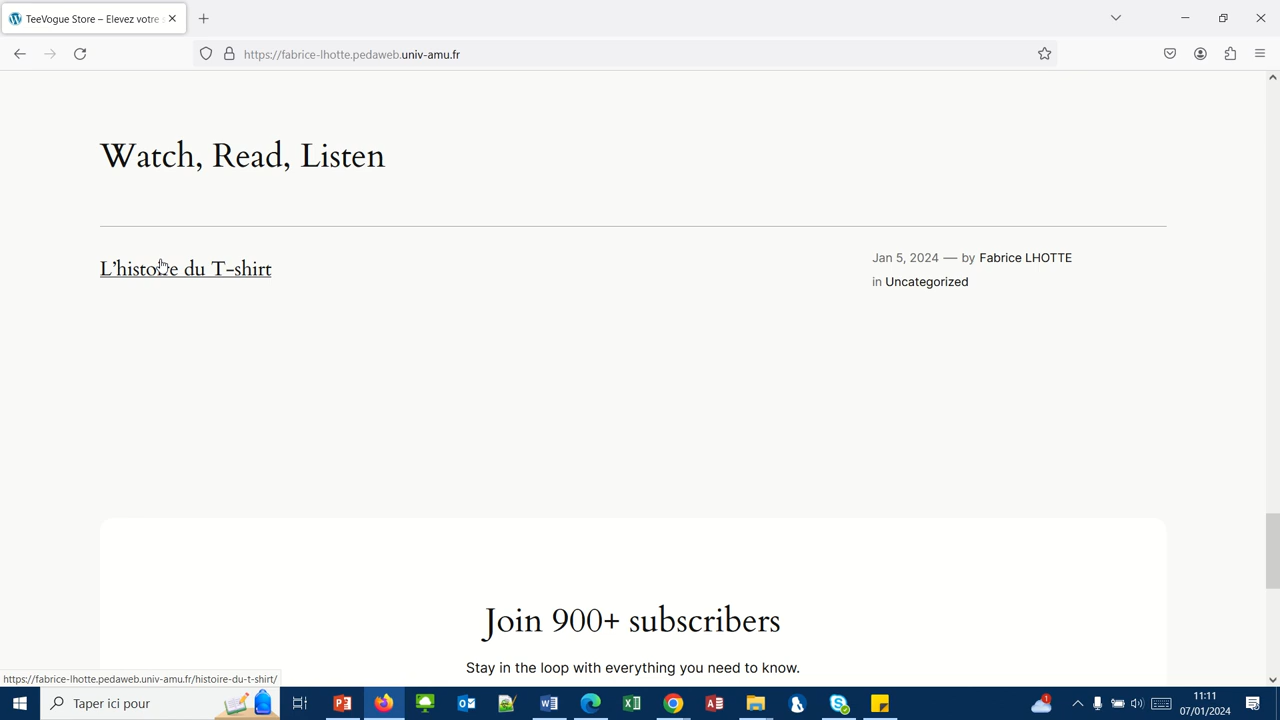 TeeVogue Store – Elevez votre
https://fabrice-lhotte.pedaweb.univ-amu.fr
Watch, Read, Listen
L’histoire du T-shirt
Jan 5, 2024 — by Fabrice LHOTTE
in Uncategorized
Join 900+ subscribers
Stay in the loop with everything you need to know.
https://fabrice-lhotte.pedaweb.univ-amu.fr/histoire-du-t-shirt/
Taper ici pour
11:11
07/01/2024